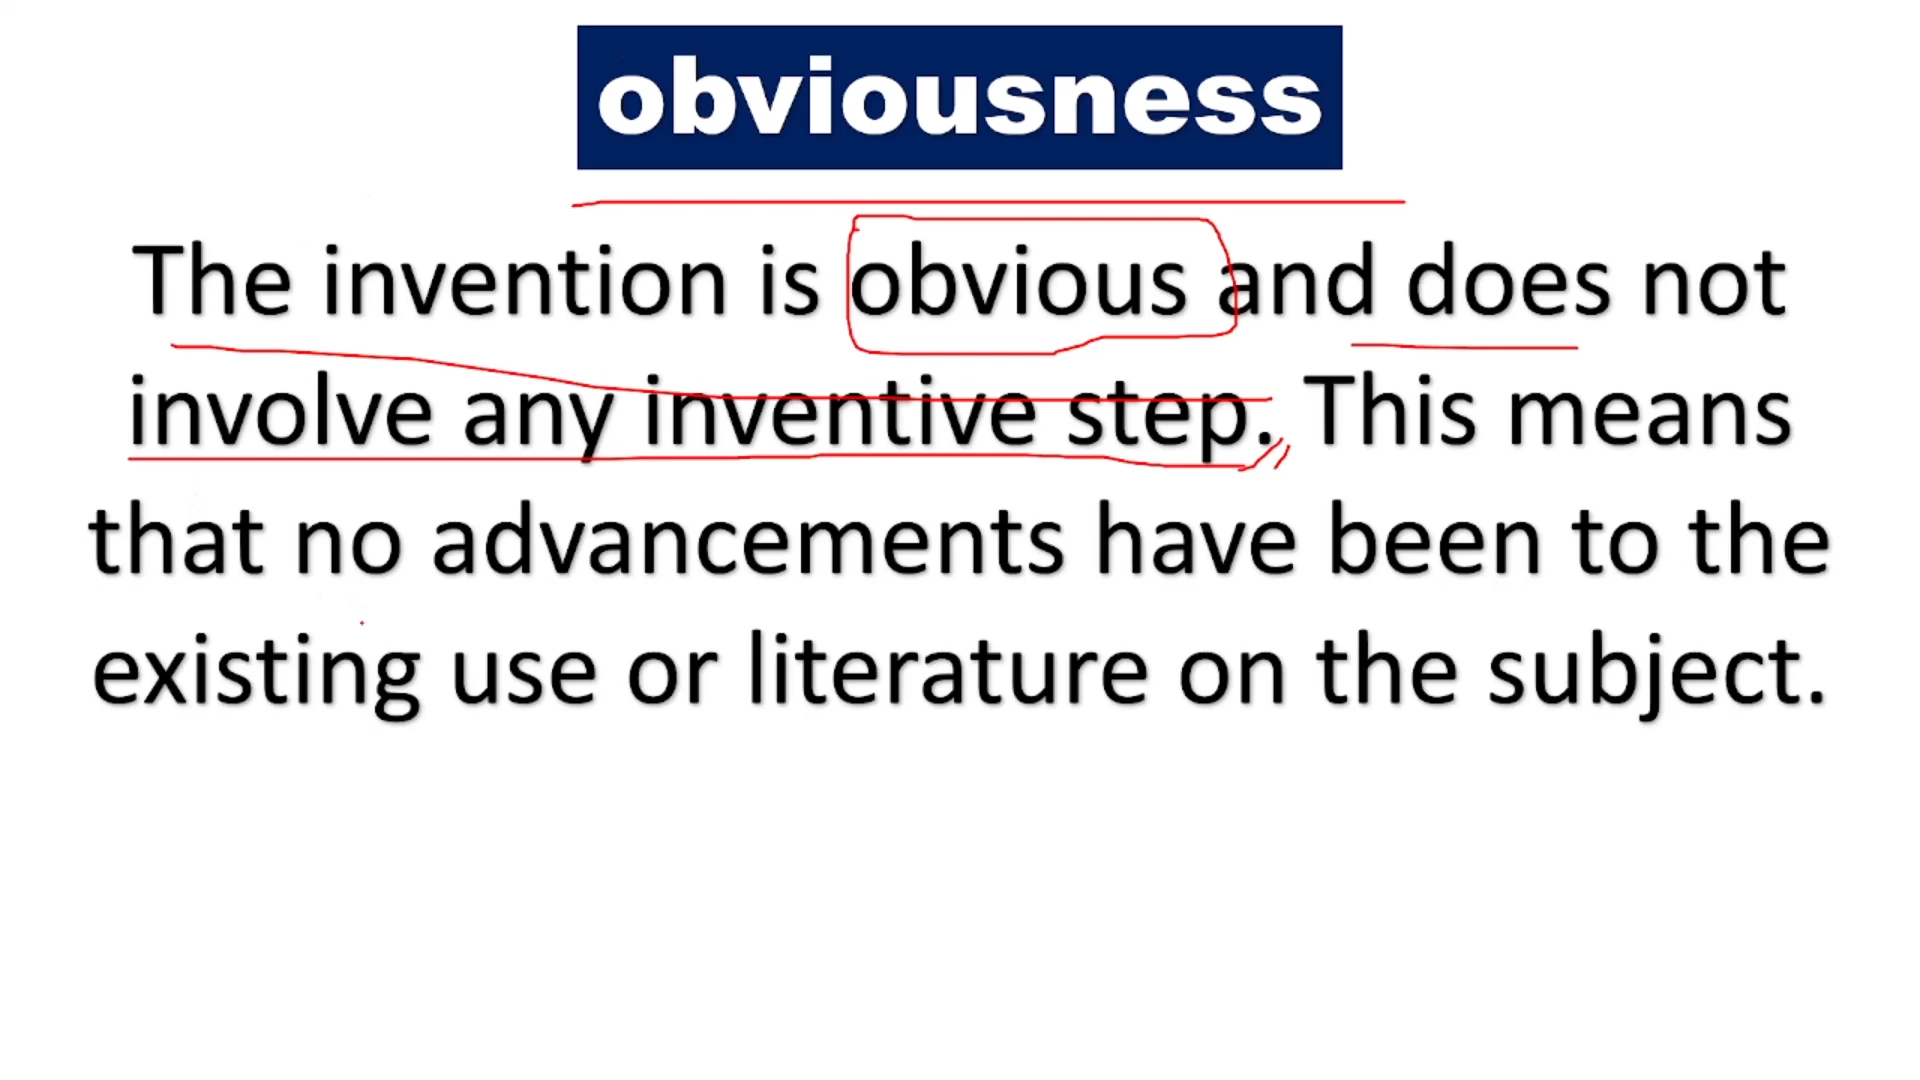 obviousness
The invention is obvious and does not
involve any inventive step. This means
that no advancements have been to the
existing use or literature on the subject.